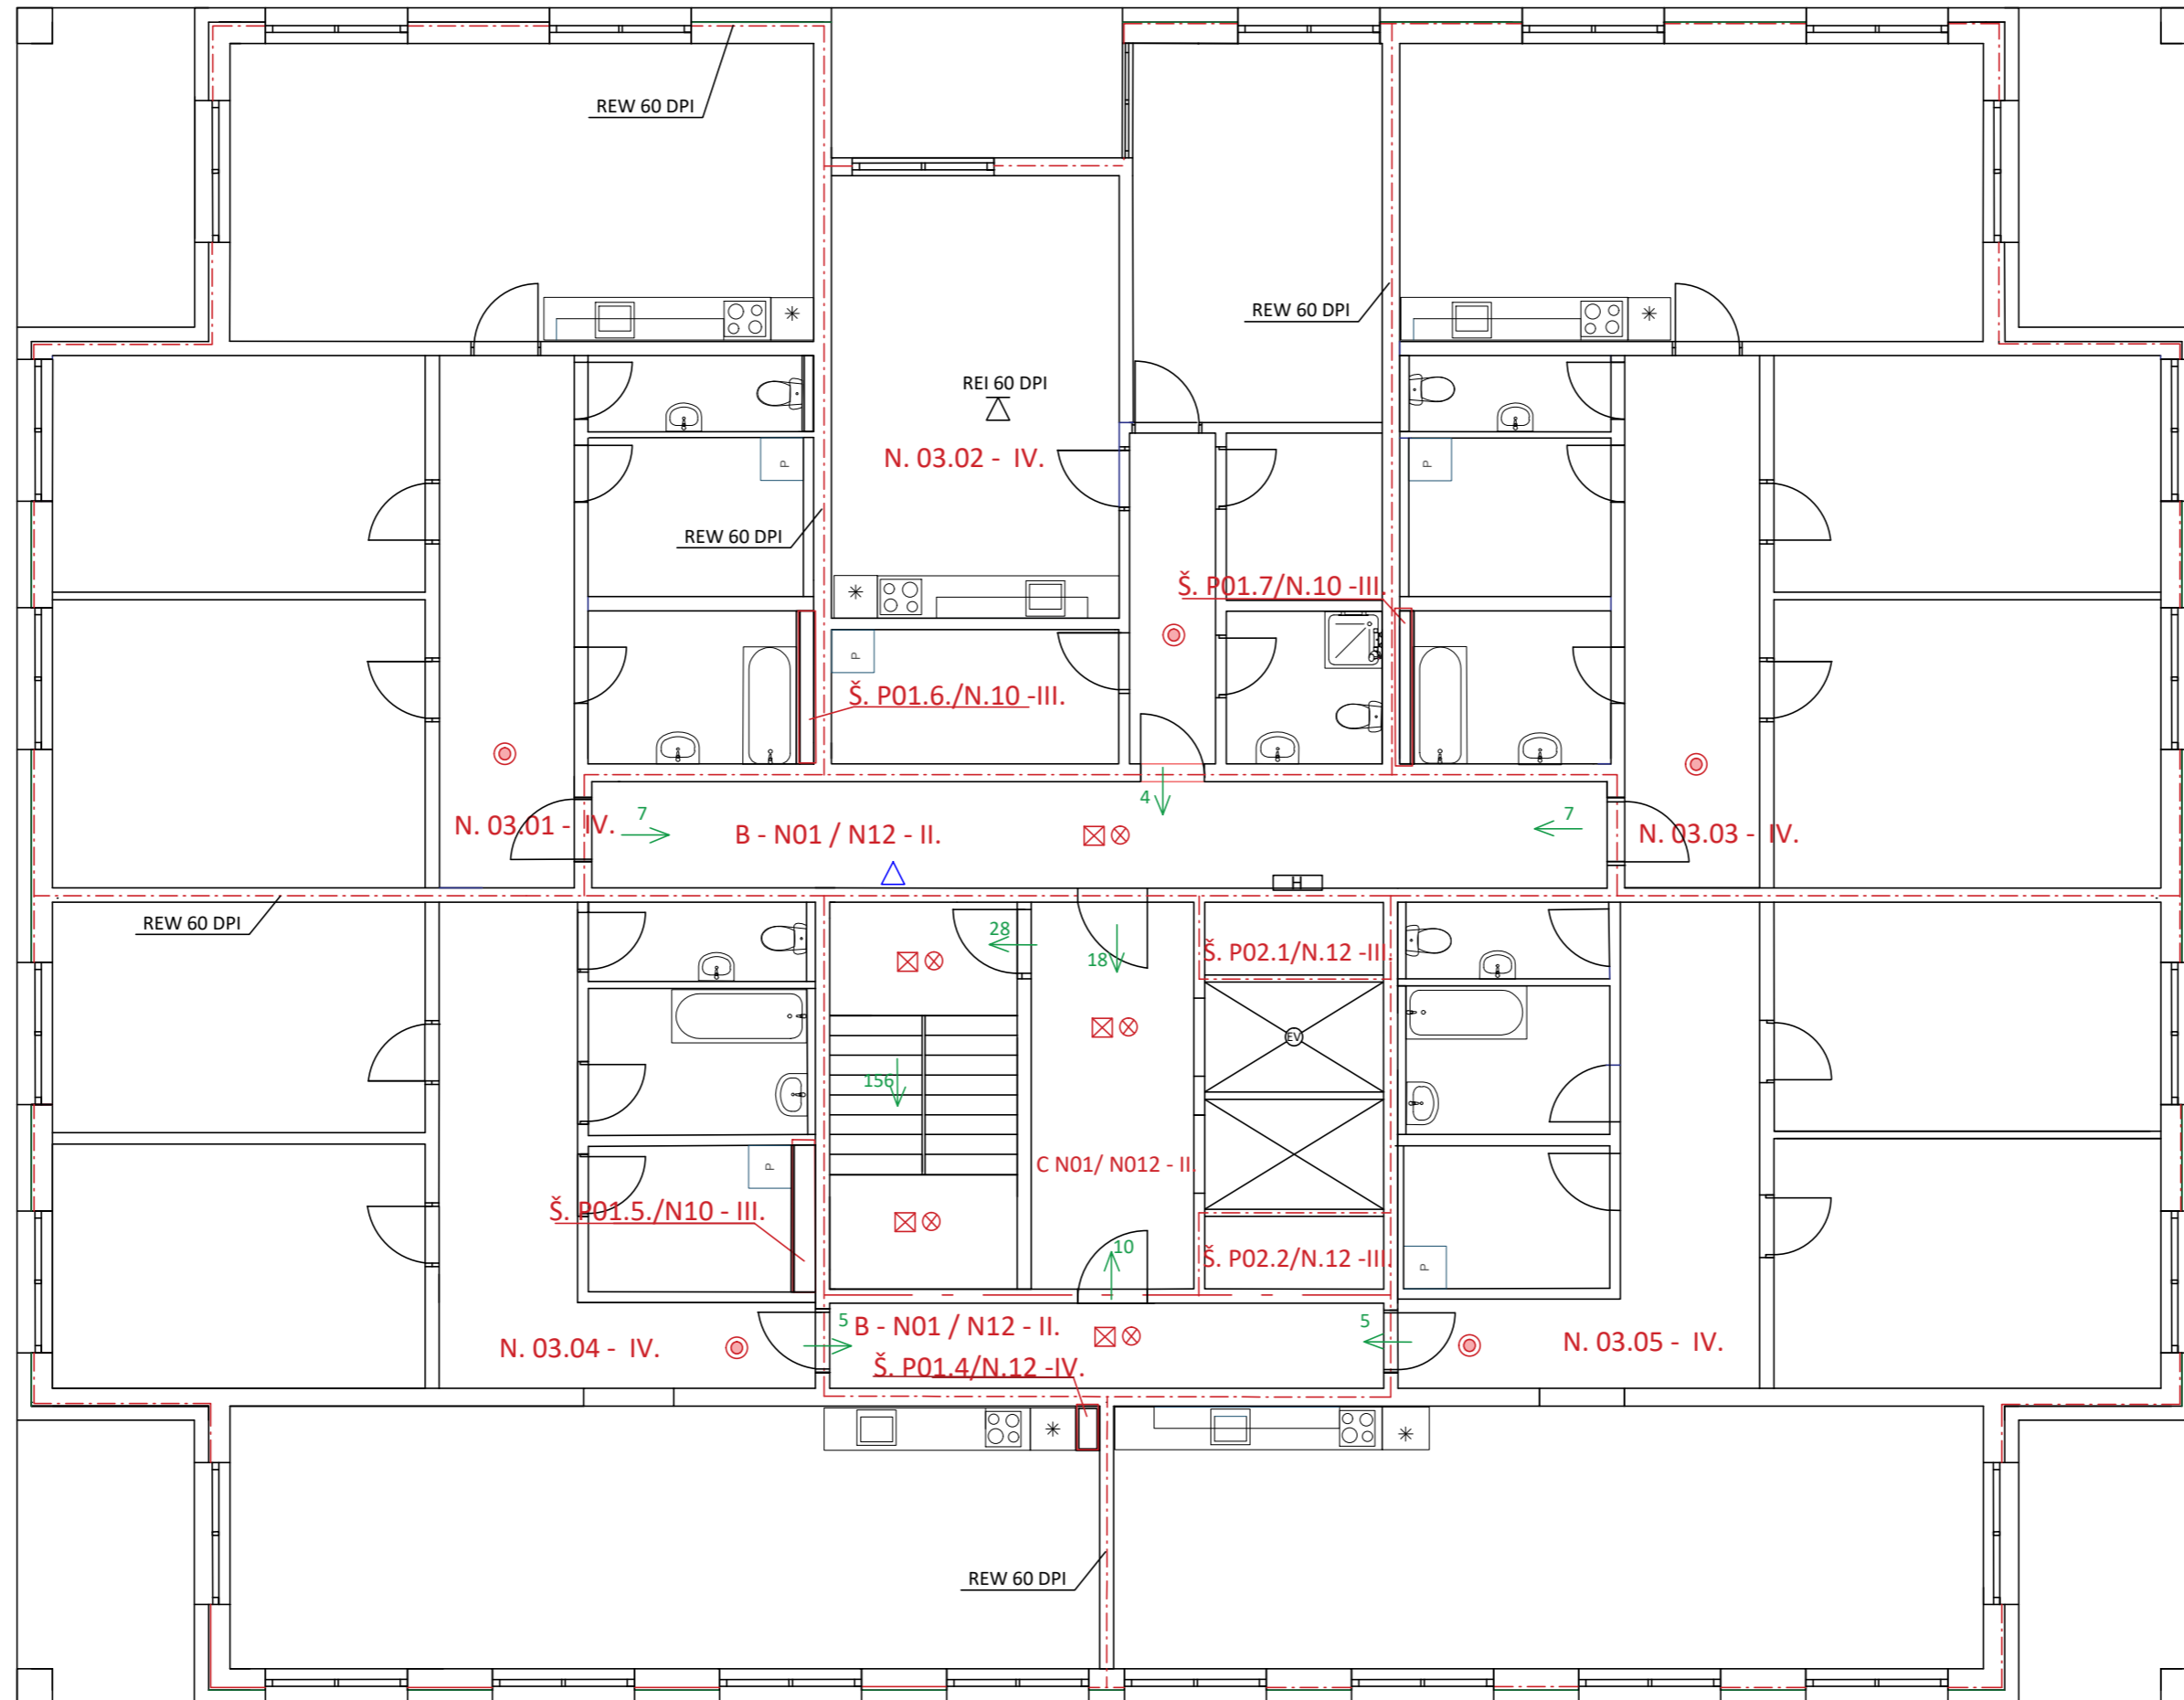 REW 60 DPI
REW 60 DPI
REI 60 DPI
N. 03.02 - IV.
P
P
REW 60 DPI
Š. P01.7/N.10 -III.
P
Š. P01.6./N.10 -III.
7
4
7
N. 03.01 - IV.
B - N01 / N12 - II.
N. 03.03 - IV.
H
REW 60 DPI
28
18
Š. P02.1/N.12 -III.
EV
156
C N01/ N012 - II.
P
Š. P01.5./N10 - III.
10
Š. P02.2/N.12 -III.
P
5
B - N01 / N12 - II.
5
N. 03.04 - IV.
N. 03.05 - IV.
Š. P01.4/N.12 -IV.
REW 60 DPI